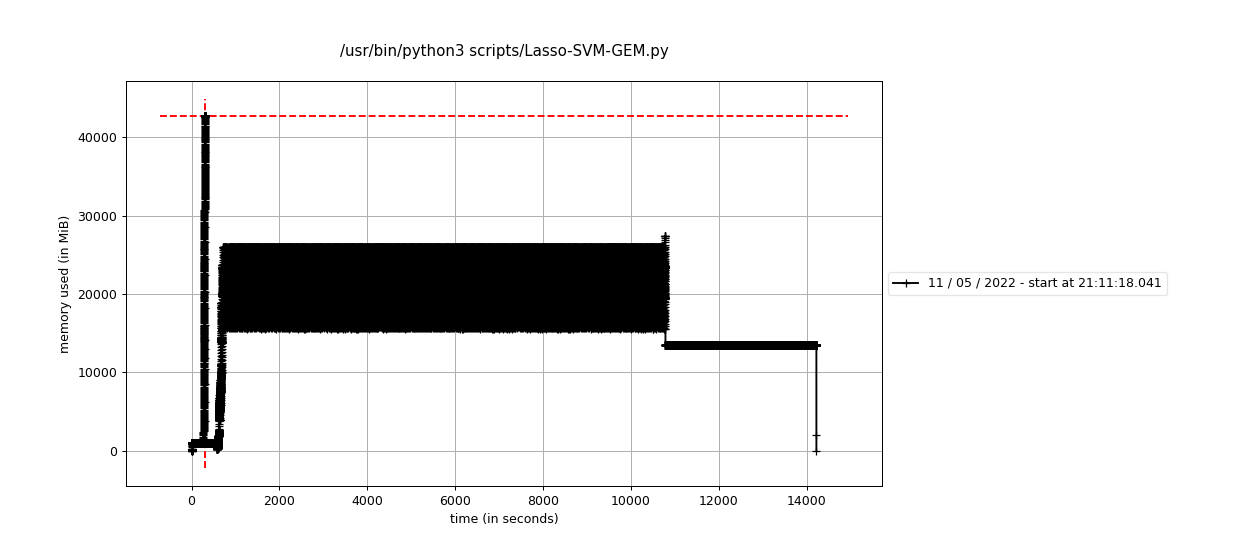 /usr/bin/python3 scripts/Lasso-SVM-GEM.py
40000
30000
20000
10000
0
memory used (in MiB)
0 2000 4000 6000 8000 10000 12000 14000
time (in seconds)
11 / 05 / 2022 - start at 21:11:18.041